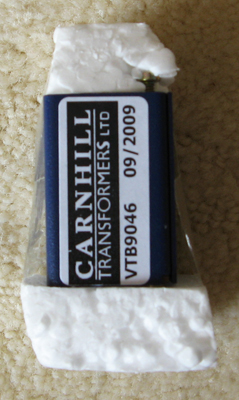 CARNHILL
TRANSFORMERS LTD
VTB9046 09/2009